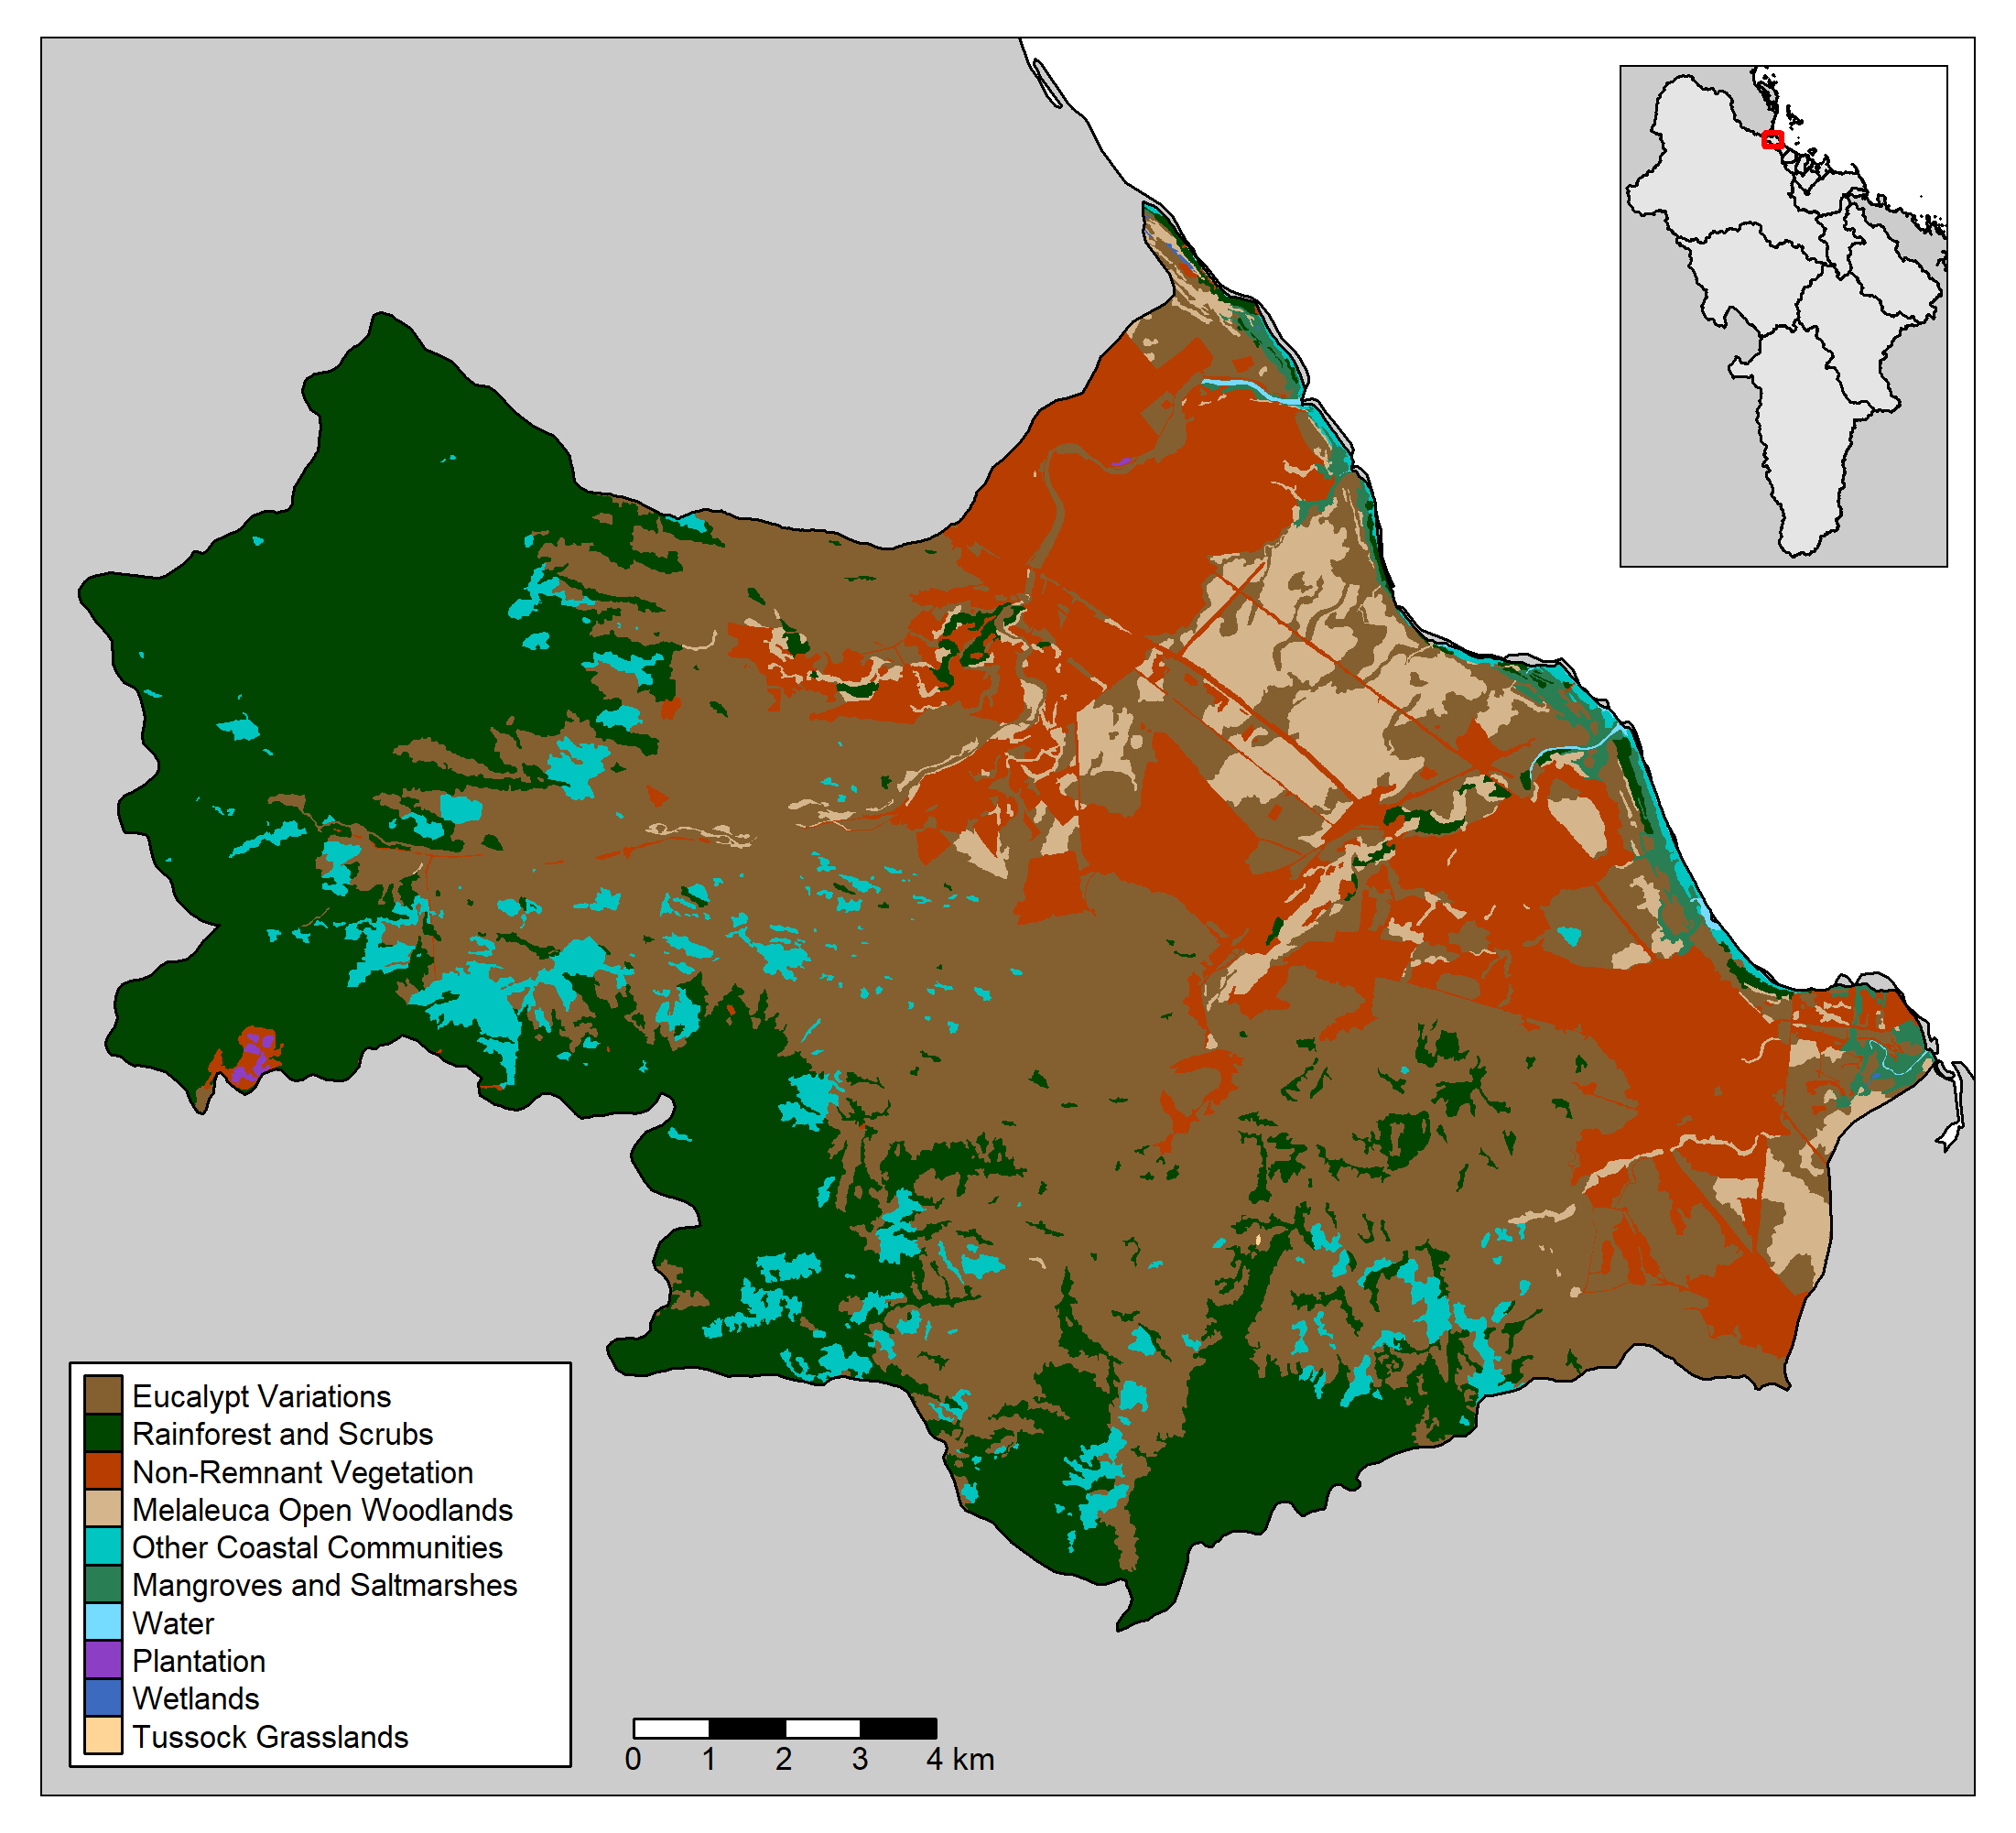 Eucalypt Variations
Rainforest and Scrubs
Non-Remnant Vegetation
Melaleuca Open Woodlands
Other Coastal Communities
Mangroves and Saltmarshes
Water
Plantation
Wetlands
Tussock Grasslands
0 1 2 3 4 km